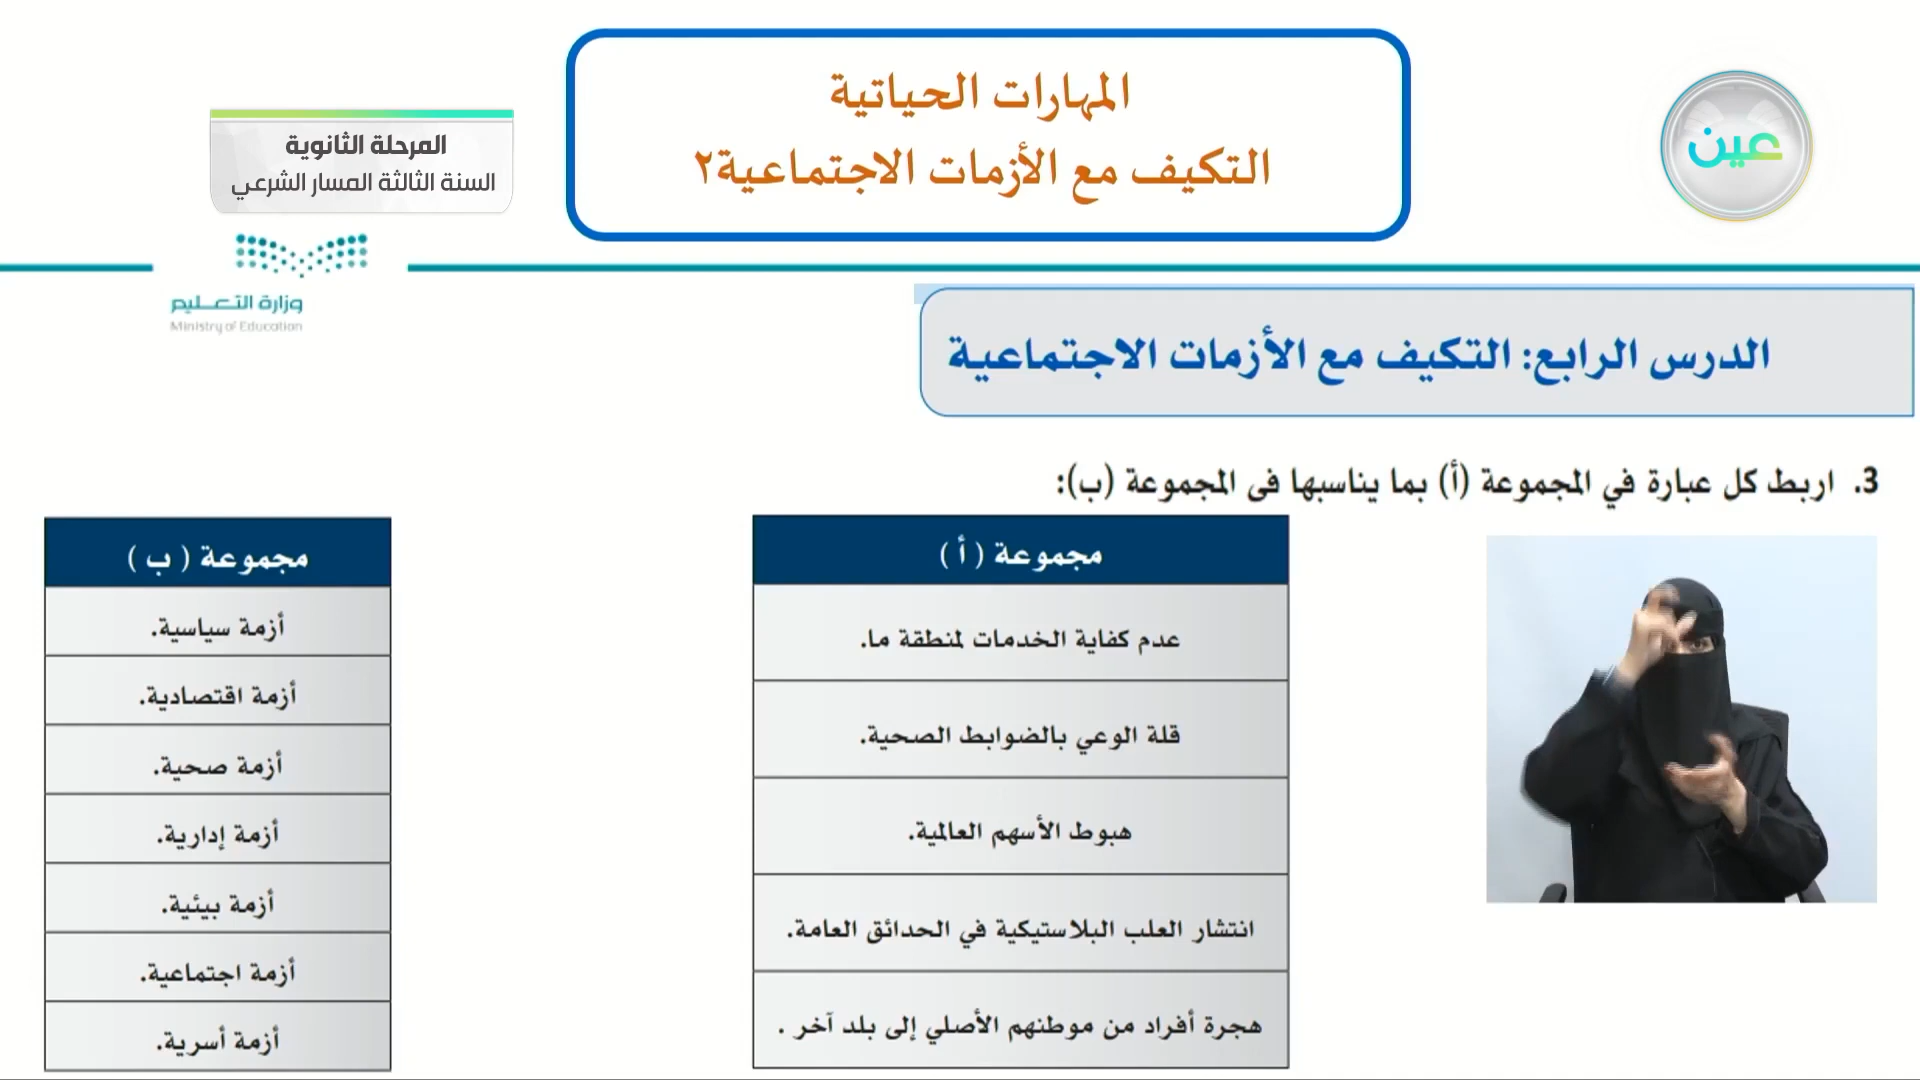 المهارات الحياتية
التكيف مع الأزمات الاجتماعية٢
عين
المرحلة الثانوية
السنة الثالثة المسار الشرعي
وزارة التعليم
Ministry of Education
الدرس الرابع: التكيف مع الأزمات الاجتماعية
3. اربط كل عبارة في المجموعة (أ) بما يناسبها فى المجموعة (ب):
مجموعة ( أ )
عدم كفاية الخدمات لمنطقة ما.
قلة الوعي بالضوابط الصحية.
هبوط الأسهم العالمية.
انتشار العلب البلاستيكية في الحدائق العامة.
هجرة أفراد من موطنهم الأصلي إلى بلد آخر .
مجموعة ( ب )
أزمة سياسية.
أزمة اقتصادية.
أزمة صحية.
أزمة إدارية.
أزمة بيئية.
أزمة اجتماعية.
أزمة أسرية.